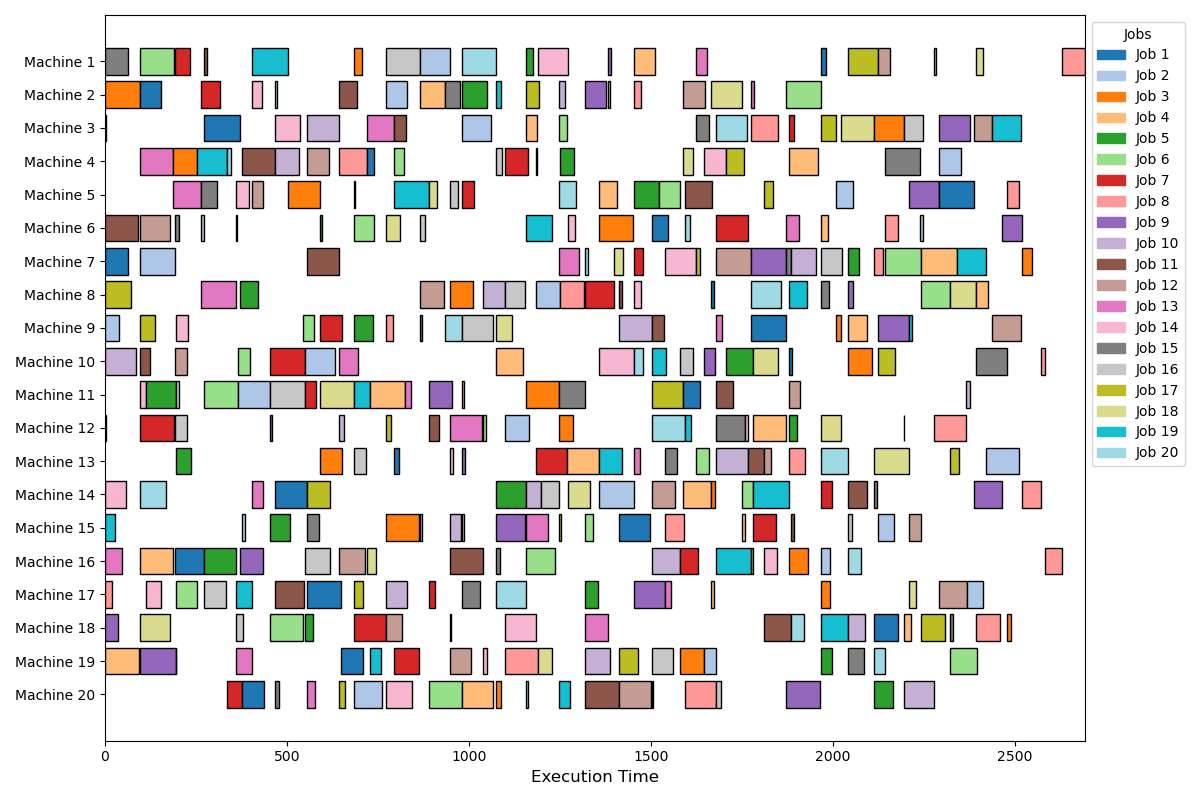 Machine 1
Machine 2
Machine 3
Machine 4
Machine 5
Machine 6
Machine 7
Machine 8
Machine 9
Machine 10
Machine 11
Machine 12
Machine 13
Machine 14
Machine 15
Machine 16
Machine 17
Machine 18
Machine 19
Machine 20
0 500 1000 1500 2000 2500
Execution Time
Jobs
Job 1
Job 2
Job 3
Job 4
Job 5
Job 6
Job 7
Job 8
Job 9
Job 10
Job 11
Job 12
Job 13
Job 14
Job 15
Job 16
Job 17
Job 18
Job 19
Job 20